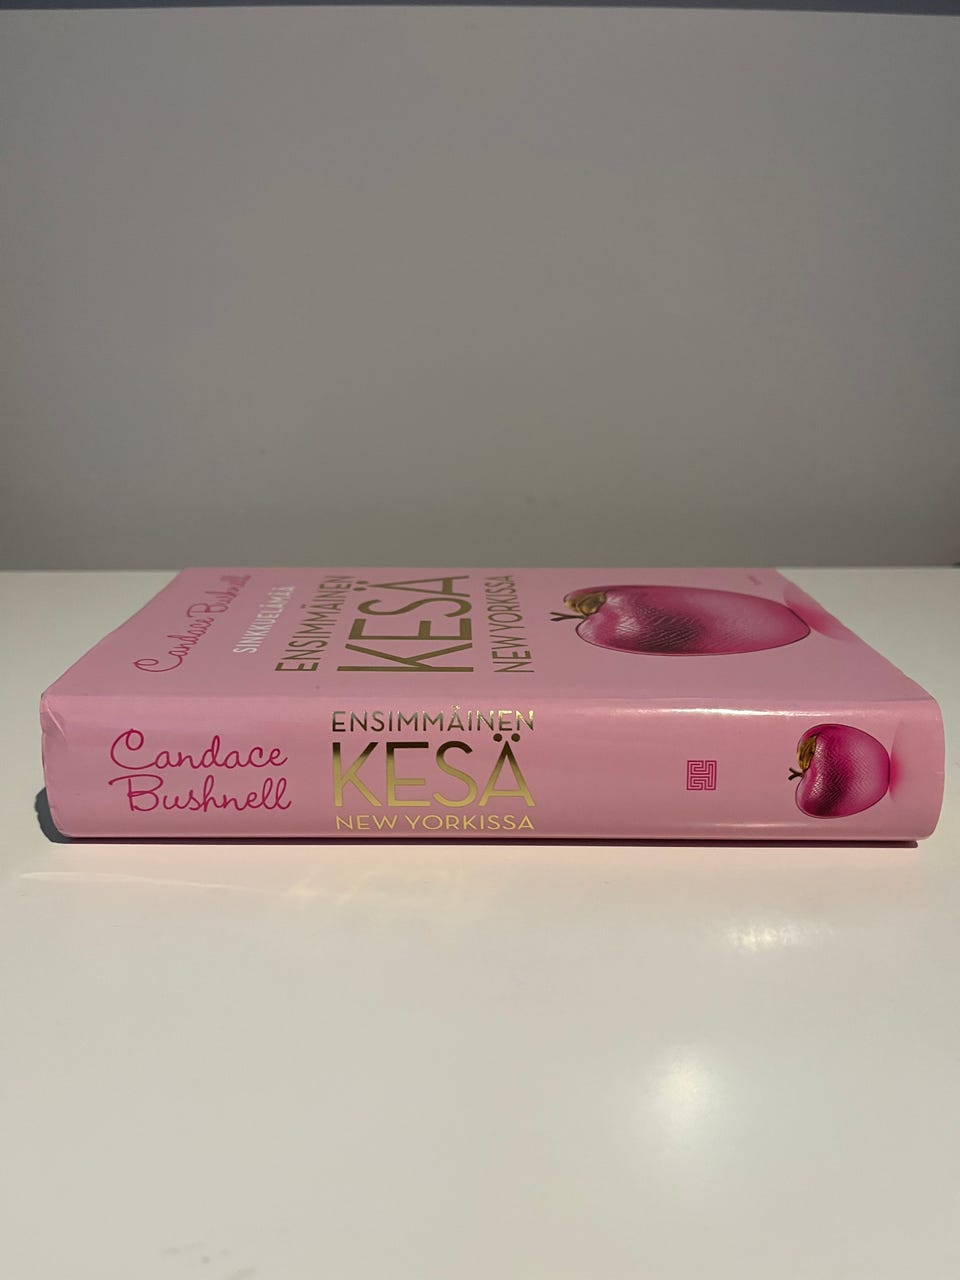 Candace Bushnell
SINKKUELÄMÄÄ
ENSIMMÄINEN
KESÄ
NEW YORKISSA
Candace
Bushnell
ENSIMMÄINEN
KESÄ
NEW YORKISSA